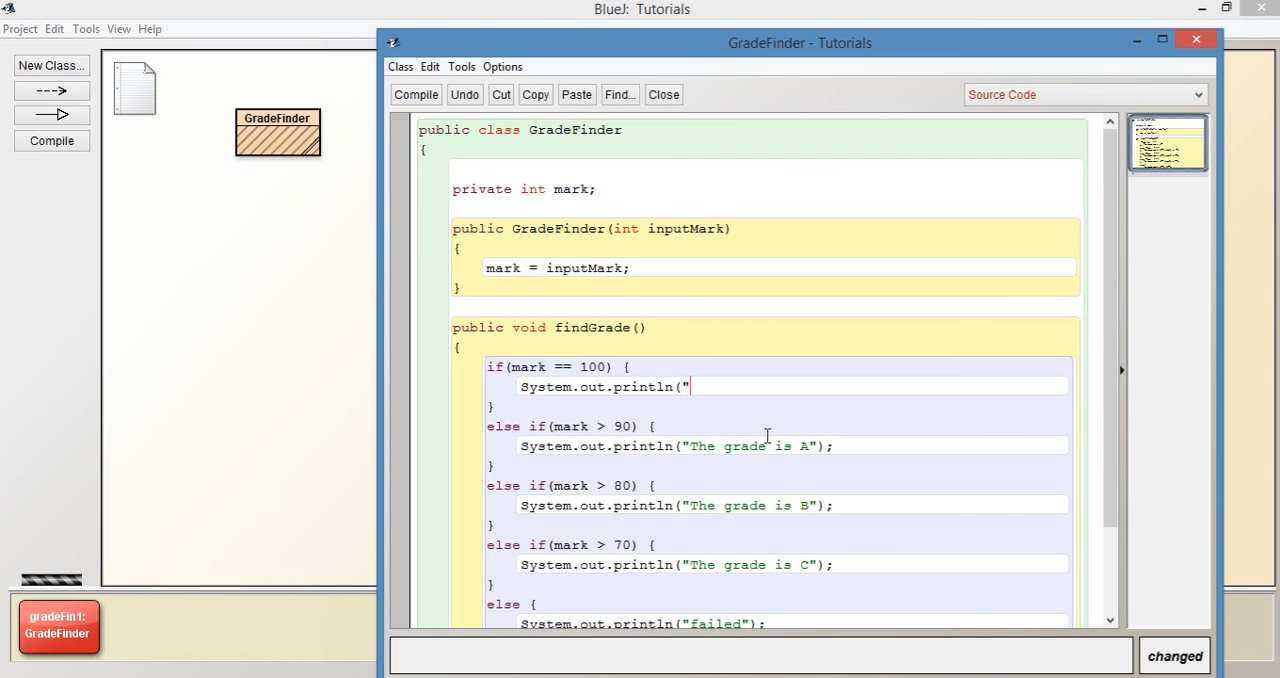 BlueJ: Tutorials
Project Edit Tools View Help
New Class...
Compile
GradeFinder
gradeFin1:
GradeFinder
GradeFinder - Tutorials
Class Edit Tools Options
Compile Undo Cut Copy Paste Find... Close
Source Code
public class GradeFinder
{
private int mark;
public GradeFinder(int inputMark)
{
mark = inputMark;
}
public void findGrade()
{
if(mark == 100) {
System.out.println("
}
else if(mark > 90) {
System.out.println("The grade is A");
}
else if(mark > 80) {
System.out.println("The grade is B");
}
else if(mark > 70) {
System.out.println("The grade is C");
}
else {
System.out.println("failed");
changed